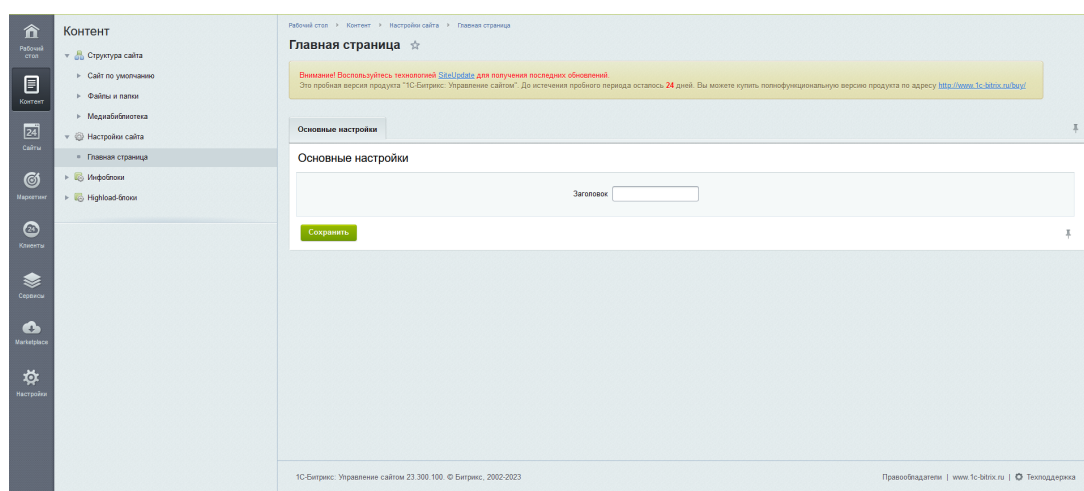 Рабочий
стол
Контент
Сайты
Маркетинг
Клиенты
Сервисы
Marketplace
Настройки
Контент
Структура сайта
Сайт по умолчанию
Файлы и папки
Медиабиблиотека
Настройки сайта
Главная страница
Инфоблоки
Highload-блоки
Рабочий стол Контент Настройки сайта Главная страница
Главная страница
Внимание! Воспользуйтесь технологией SiteUpdate для получения последних обновлений.
Это пробная версия продукта "1С-Битрикс: Управление сайтом". До истечения пробного периода осталось 24 дней. Вы можете купить полнофункциональную версию продукта по адресу http://www.1c-bitrix.ru/buy/
Основные настройки
Основные настройки
Заголовок
Сохранить
1С-Битрикс: Управление сайтом 23.300.100. © Битрикс, 2002-2023
Правообладатели | www.1c-bitrix.ru | Техподдержка
24
24